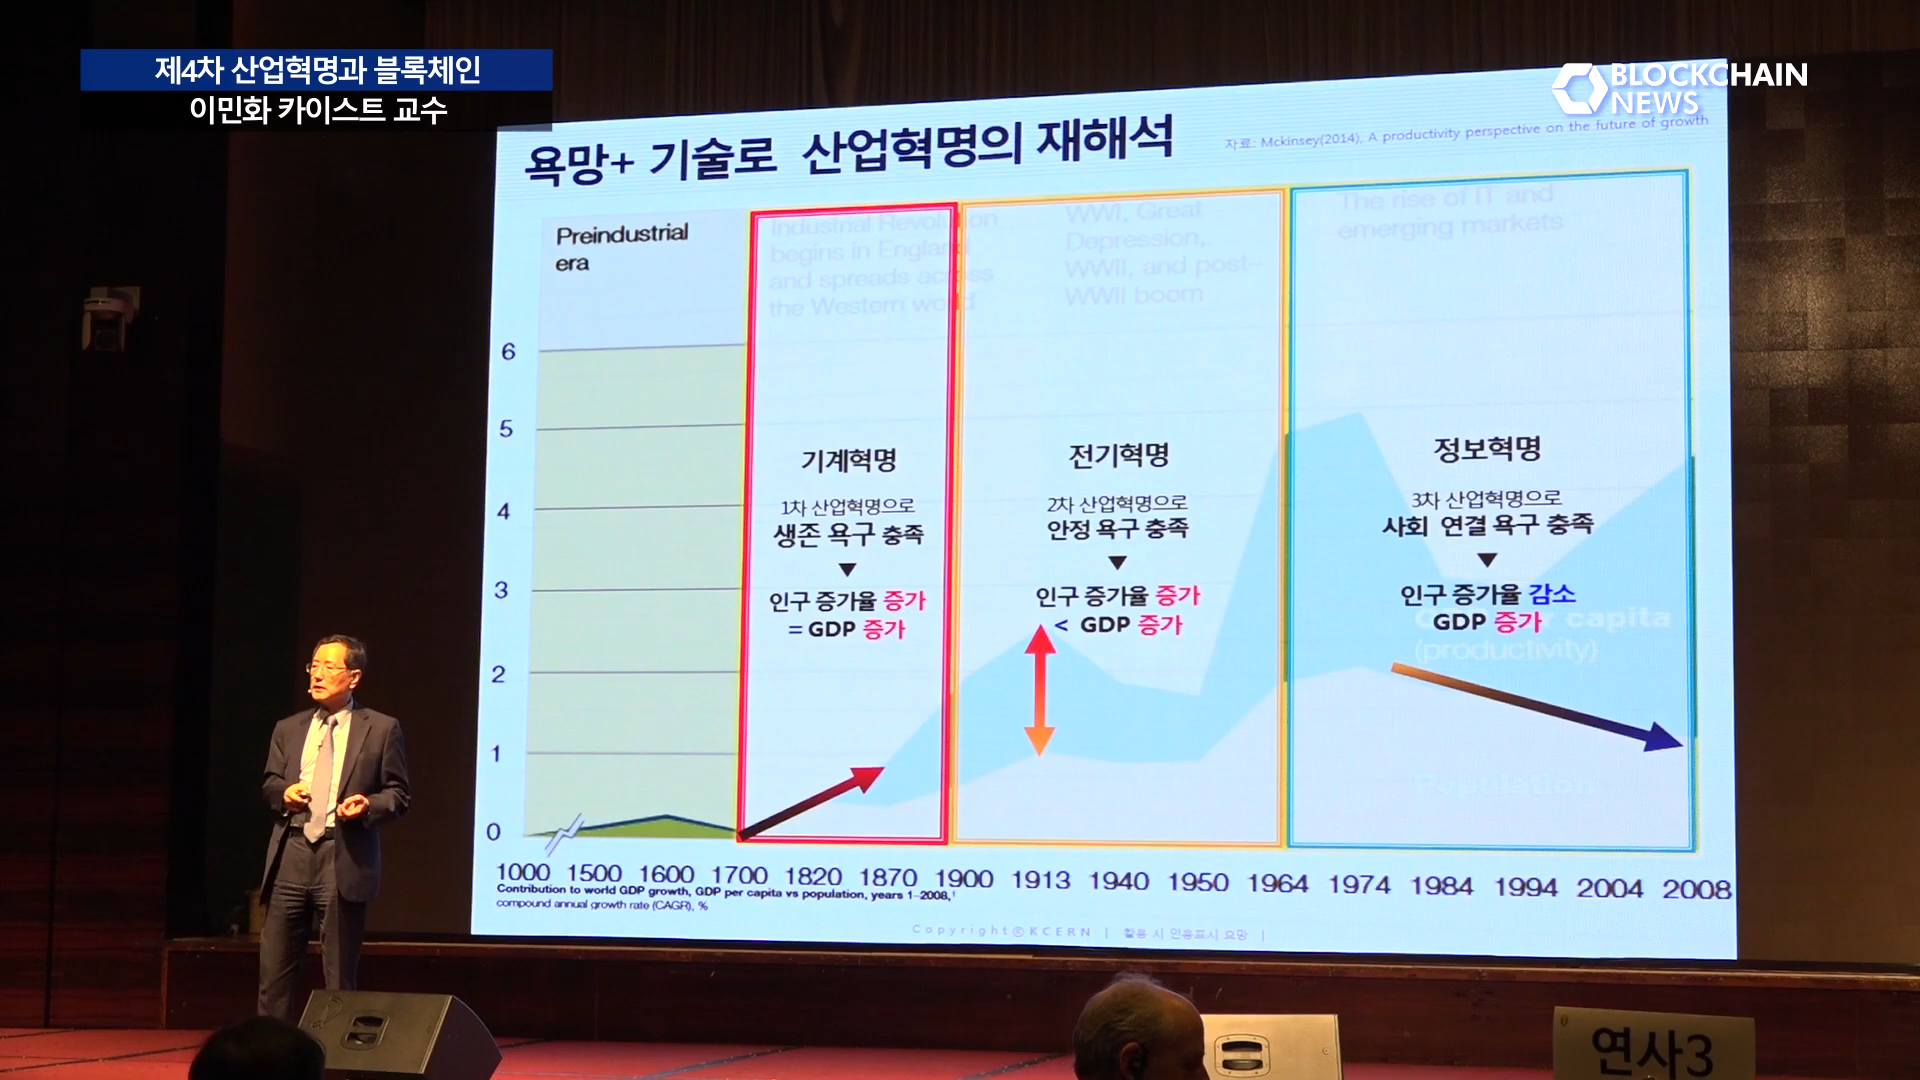 제4차 산업혁명과 블록체인
이민화 카이스트 교수
BLOCKCHAIN
NEWS
욕망+ 기술로 산업혁명의 재해석
자료: Mckinsey(2014), A productivity perspective on the future of growth
Preindustrial
era
Industrial Revolution
begins in England
and spreads across
the Western world
WWI, Great
Depression,
WWII, and post-
WWII boom
The rise of IT and
emerging markets
6
5
4
3
2
1
0
기계혁명
1차 산업혁명으로
생존 욕구 충족
▼
인구 증가율 증가
= GDP 증가
전기혁명
2차 산업혁명으로
안정 욕구 충족
▼
인구 증가율 증가
< GDP 증가
정보혁명
3차 산업혁명으로
사회 연결 욕구 충족
▼
인구 증가율 감소
GDP 증가
capita
(productivity)
Population
1000 1500 1600 1700 1820 1870 1900 1913 1940 1950 1964 1974 1984 1994 2004 2008
Contribution to world GDP growth, GDP per capita vs population, years 1–2008,¹
compound annual growth rate (CAGR), %
Copyright©KCERN | 활용 시 인용표시 요망 |
연사3